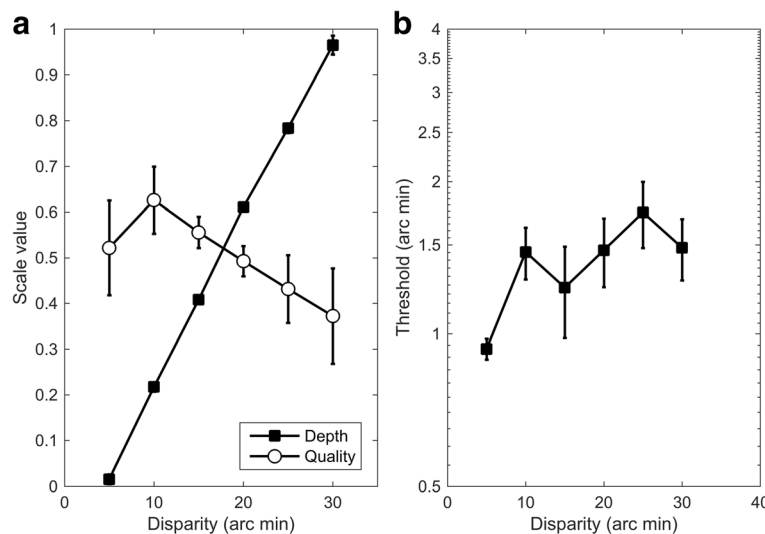 a
1
0.9
0.8
0.7
0.6
0.5
0.4
0.3
0.2
0.1
0
Scale value
0 10 20 30
Disparity (arc min)
Depth
Quality
b
4
3
2.5
2
1.5
1
0.5
Threshold (arc min)
0 10 20 30 40
Disparity (arc min)